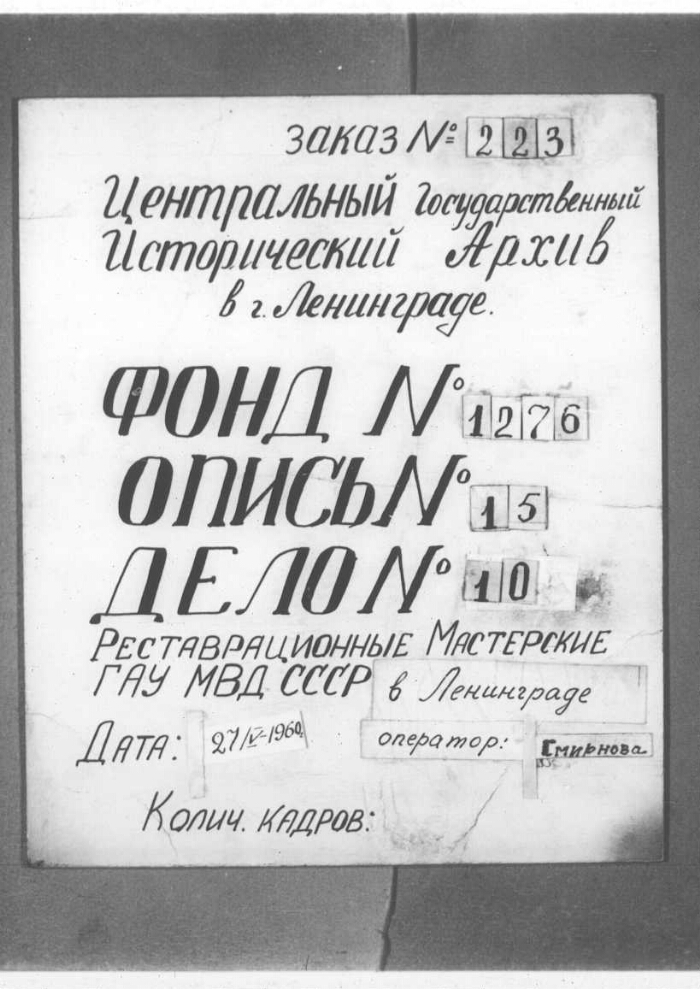 заказ № 223
Центральный Государственный
Исторический Архив
в г. Ленинграде.
ФОНД № 1276
ОПИСЬ № 15
ДЕЛО № 10
РЕСТАВРАЦИОННЫЕ МАСТЕРСКИЕ
ГАУ МВД СССР в Ленинграде
ДАТА: 27/V-1960. оператор: Смирнова
КОЛИЧ. КАДРОВ: